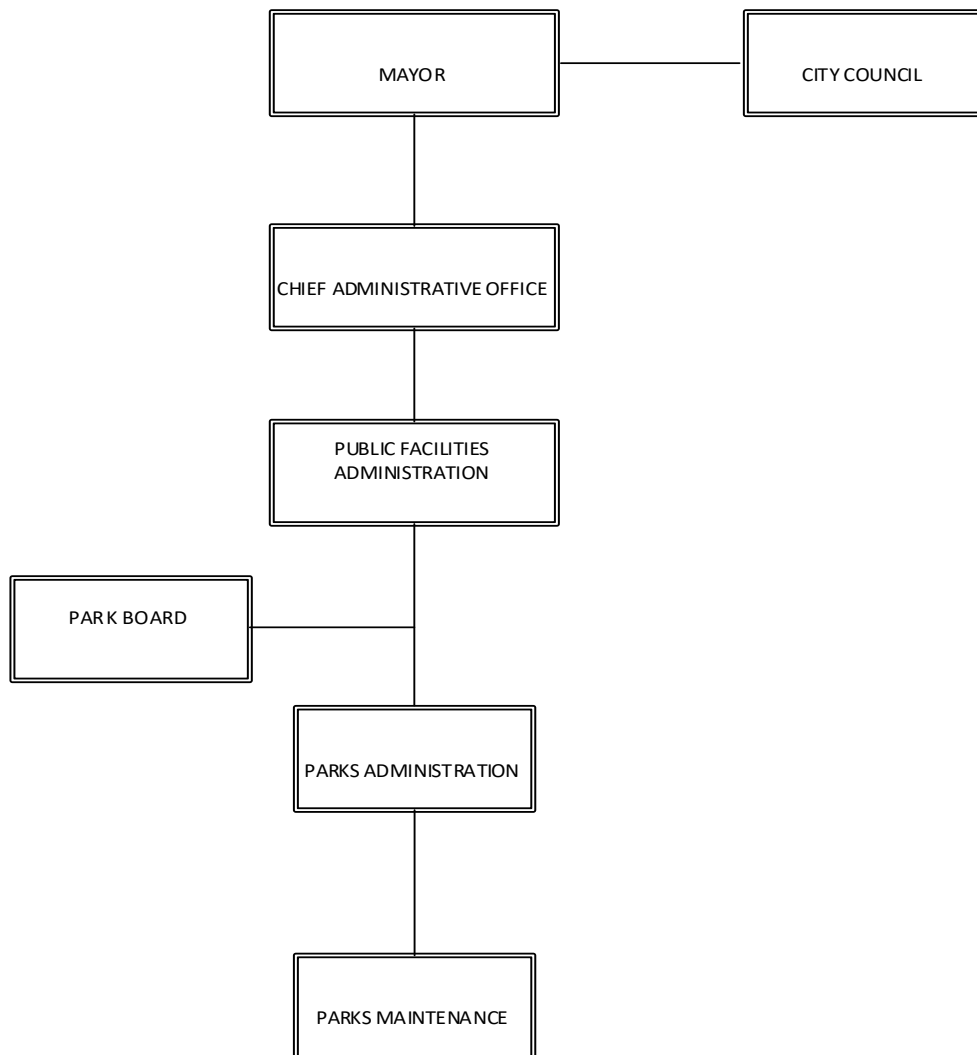 MAYOR
CITY COUNCIL
CHIEF ADMINISTRATIVE OFFICE
PUBLIC FACILITIES
ADMINISTRATION
PARK BOARD
PARKS ADMINISTRATION
PARKS MAINTENANCE